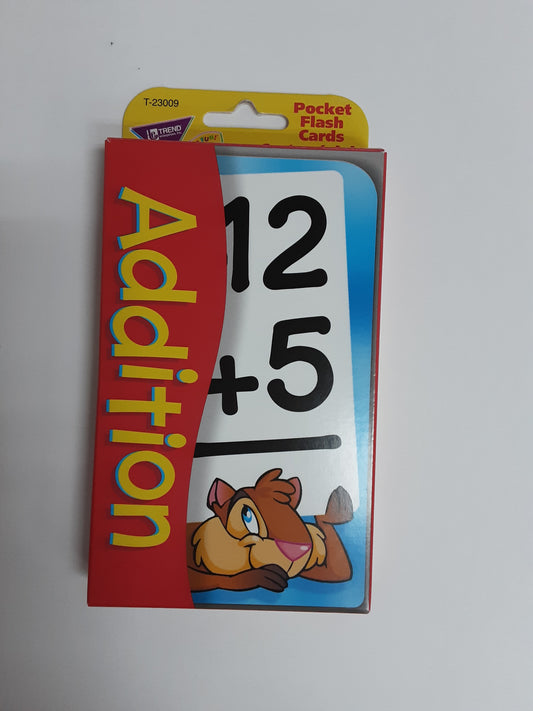 T-23009
TREND
Pocket
Flash
Cards
Addition
12
+5